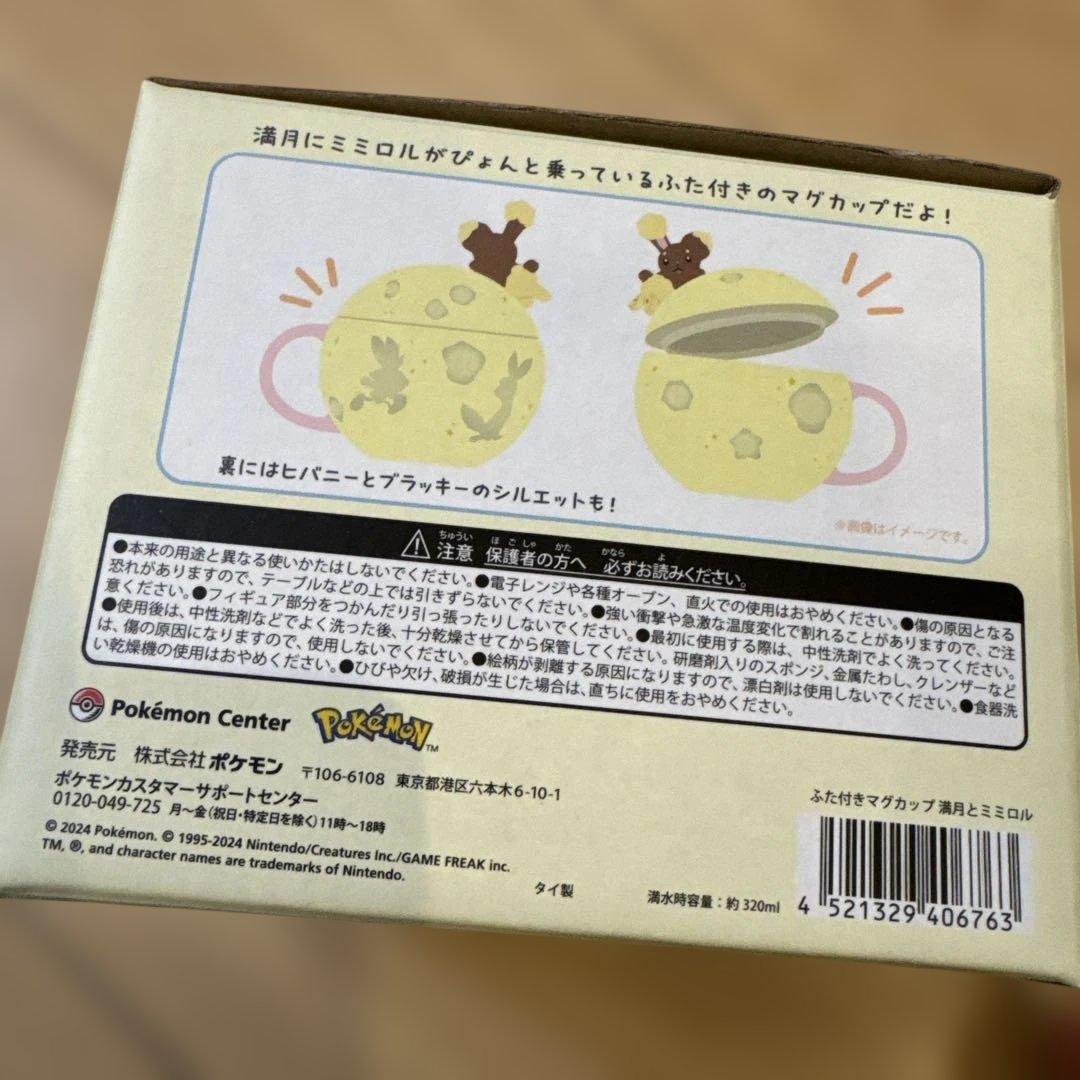 満月にミミロルがぴょんと乗っているふた付きのマグカップだよ！
裏にはヒバニーとブラッキーのシルエットも！
※画像はイメージです。
注意 保護者の方へ 必ずお読みください。
●本来の用途と異なる使いかたはしないでください。●電子レンジや各種オーブン、直火での使用はおやめください。●傷の原因となる
恐れがありますので、テーブルなどの上では引きずらないでください。●強い衝撃や急激な温度変化で割れることがありますので、ご注
意ください。●フィギュア部分をつかんだり引っ張ったりしないでください。●最初に使用する際は、中性洗剤でよく洗ってください。
●使用後は、中性洗剤などでよく洗った後、十分乾燥させてから保管してください。研磨剤入りのスポンジ、金属たわし、クレンザーなど
は、傷の原因になりますので、使用しないでください。●絵柄が剥離する原因になりますので、漂白剤は使用しないでください。●食器洗
い乾燥機の使用はおやめください。●ひびや欠け、破損が生じた場合は、直ちに使用をおやめください。
Pokémon Center POKéMON TM
発売元 株式会社ポケモン 〒106-6108 東京都港区六本木6-10-1
ポケモンカスタマーサポートセンター
0120-049-725 月〜金（祝日・特定日を除く）11時〜18時
© 2024 Pokémon. © 1995-2024 Nintendo/Creatures Inc./GAME FREAK inc.
TM, ®, and character names are trademarks of Nintendo.
タイ製
満水時容量：約 320ml
ふた付きマグカップ 満月とミミロル
4 521329 406763